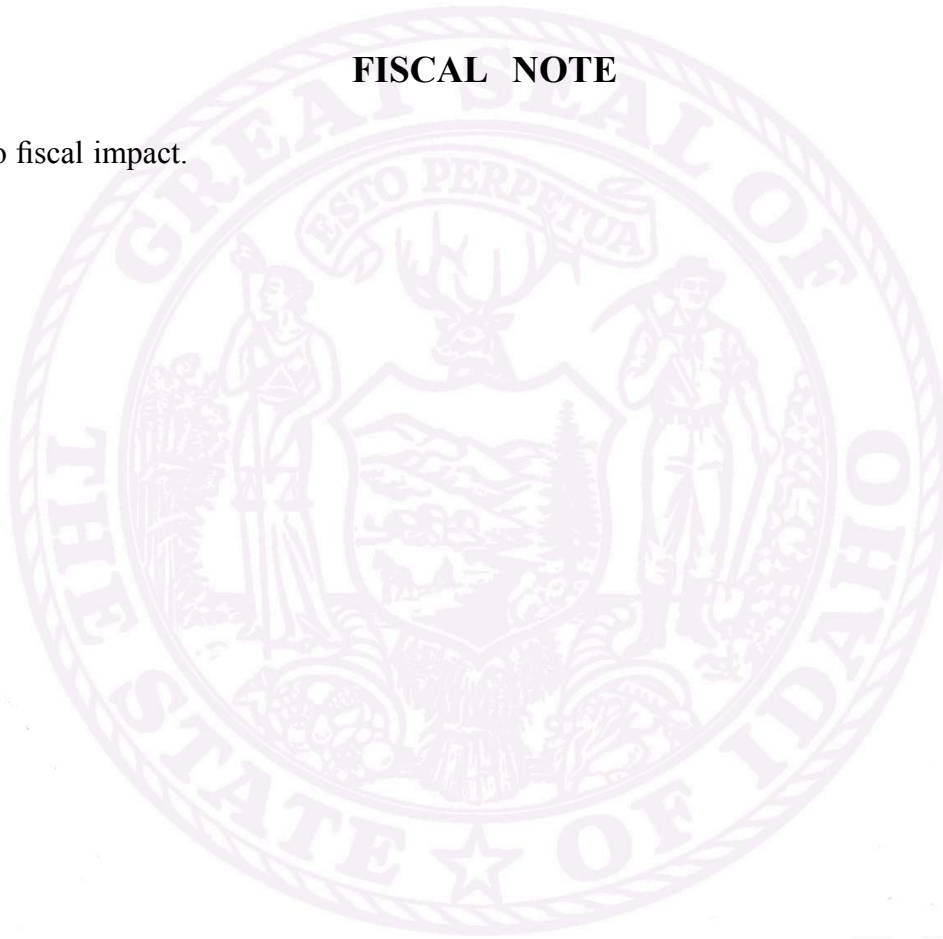 FISCAL NOTE
o fiscal impact.
GREAT SEAL OF
ESTO PERPETUA
THE STATE OF IDAHO